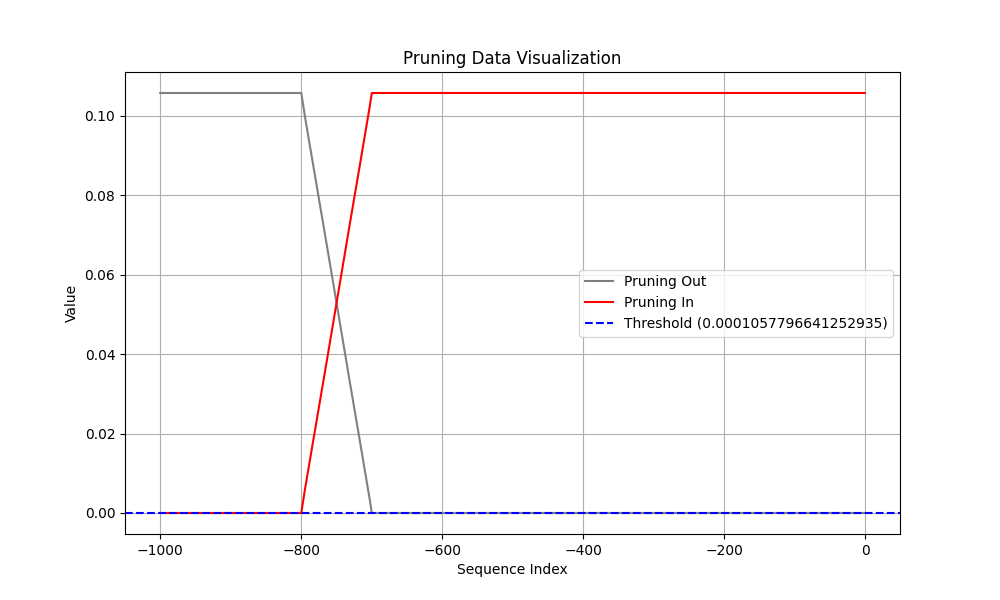 Pruning Data Visualization
0.10
0.08
0.06
0.04
0.02
0.00
Value
Pruning Out
Pruning In
Threshold (0.0001057796641252935)
−1000 −800 −600 −400 −200 0
Sequence Index